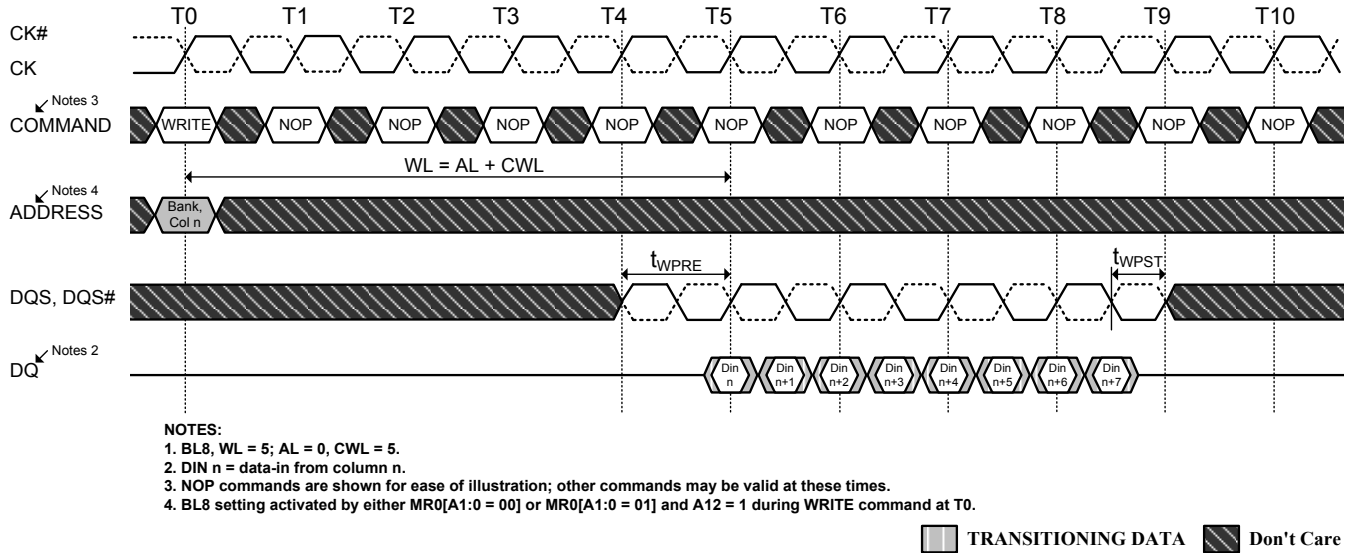 T0 T1 T2 T3 T4 T5 T6 T7 T8 T9 T10
CK#
CK
Notes 3
COMMAND
WRITE NOP NOP NOP NOP NOP NOP NOP NOP NOP NOP
WL = AL + CWL
Notes 4
ADDRESS
Bank,
Col n
tWPRE
tWPST
DQS, DQS#
Notes 2
DQ
Din n
Din n+1
Din n+2
Din n+3
Din n+4
Din n+5
Din n+6
Din n+7
NOTES:
1. BL8, WL = 5; AL = 0, CWL = 5.
2. DIN n = data-in from column n.
3. NOP commands are shown for ease of illustration; other commands may be valid at these times.
4. BL8 setting activated by either MR0[A1:0 = 00] or MR0[A1:0 = 01] and A12 = 1 during WRITE command at T0.
TRANSITIONING DATA Don't Care